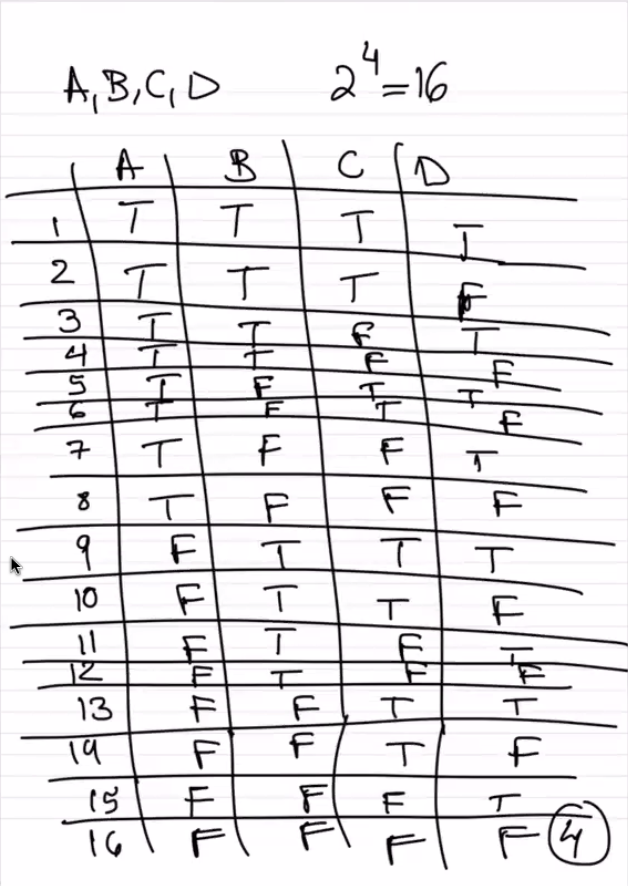 A, B, C, D 2^4 = 16
A B C D
1 T T T T
2 T T T F
3 T T F T
4 T T F F
5 T F T T
6 T F T F
7 T F F T
8 T F F F
9 F T T T
10 F T T F
11 F T F T
12 F T F F
13 F F T T
14 F F T F
15 F F F T
16 F F F F 4